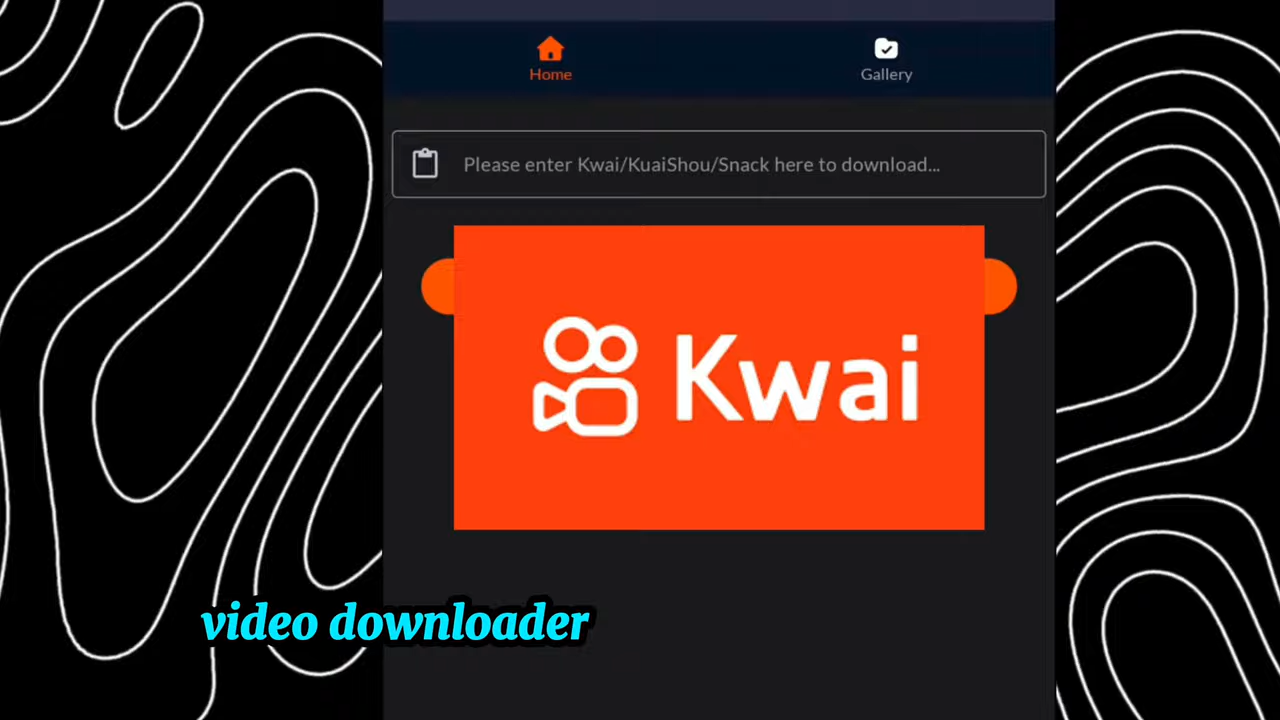 Home
Gallery
Please enter Kwai/KuaiShou/Snack here to download...
Kwai
video downloader